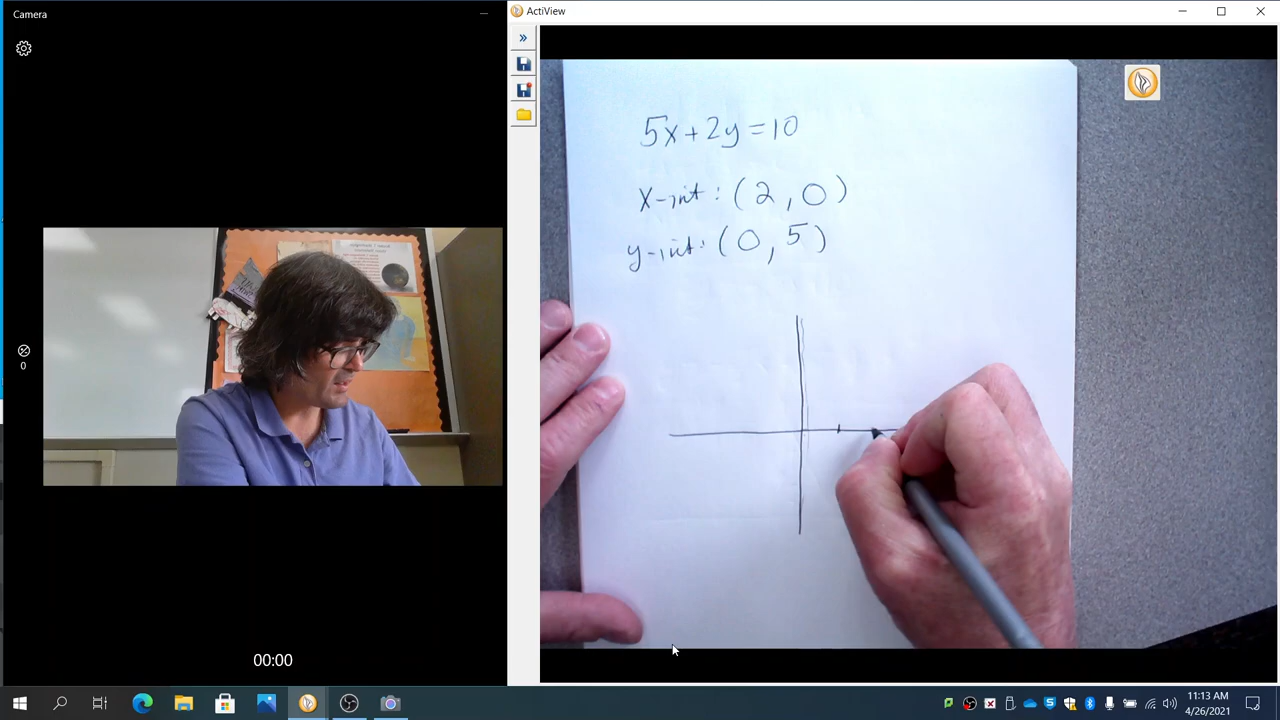 Camera
ActiView
»
5x+2y=10
x-int: (2,0)
y-int: (0,5)
0
00:00
11:13 AM
4/26/2021